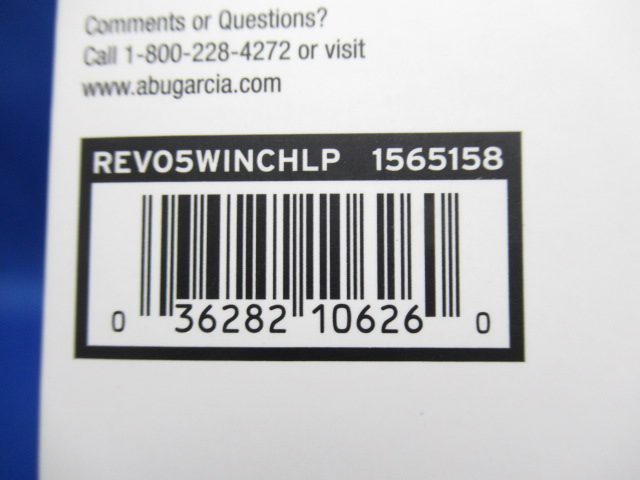 Comments or Questions?
Call 1-800-228-4272 or visit
www.abugarcia.com
REVO5WINCHLP 1565158
0 36282 10626 0